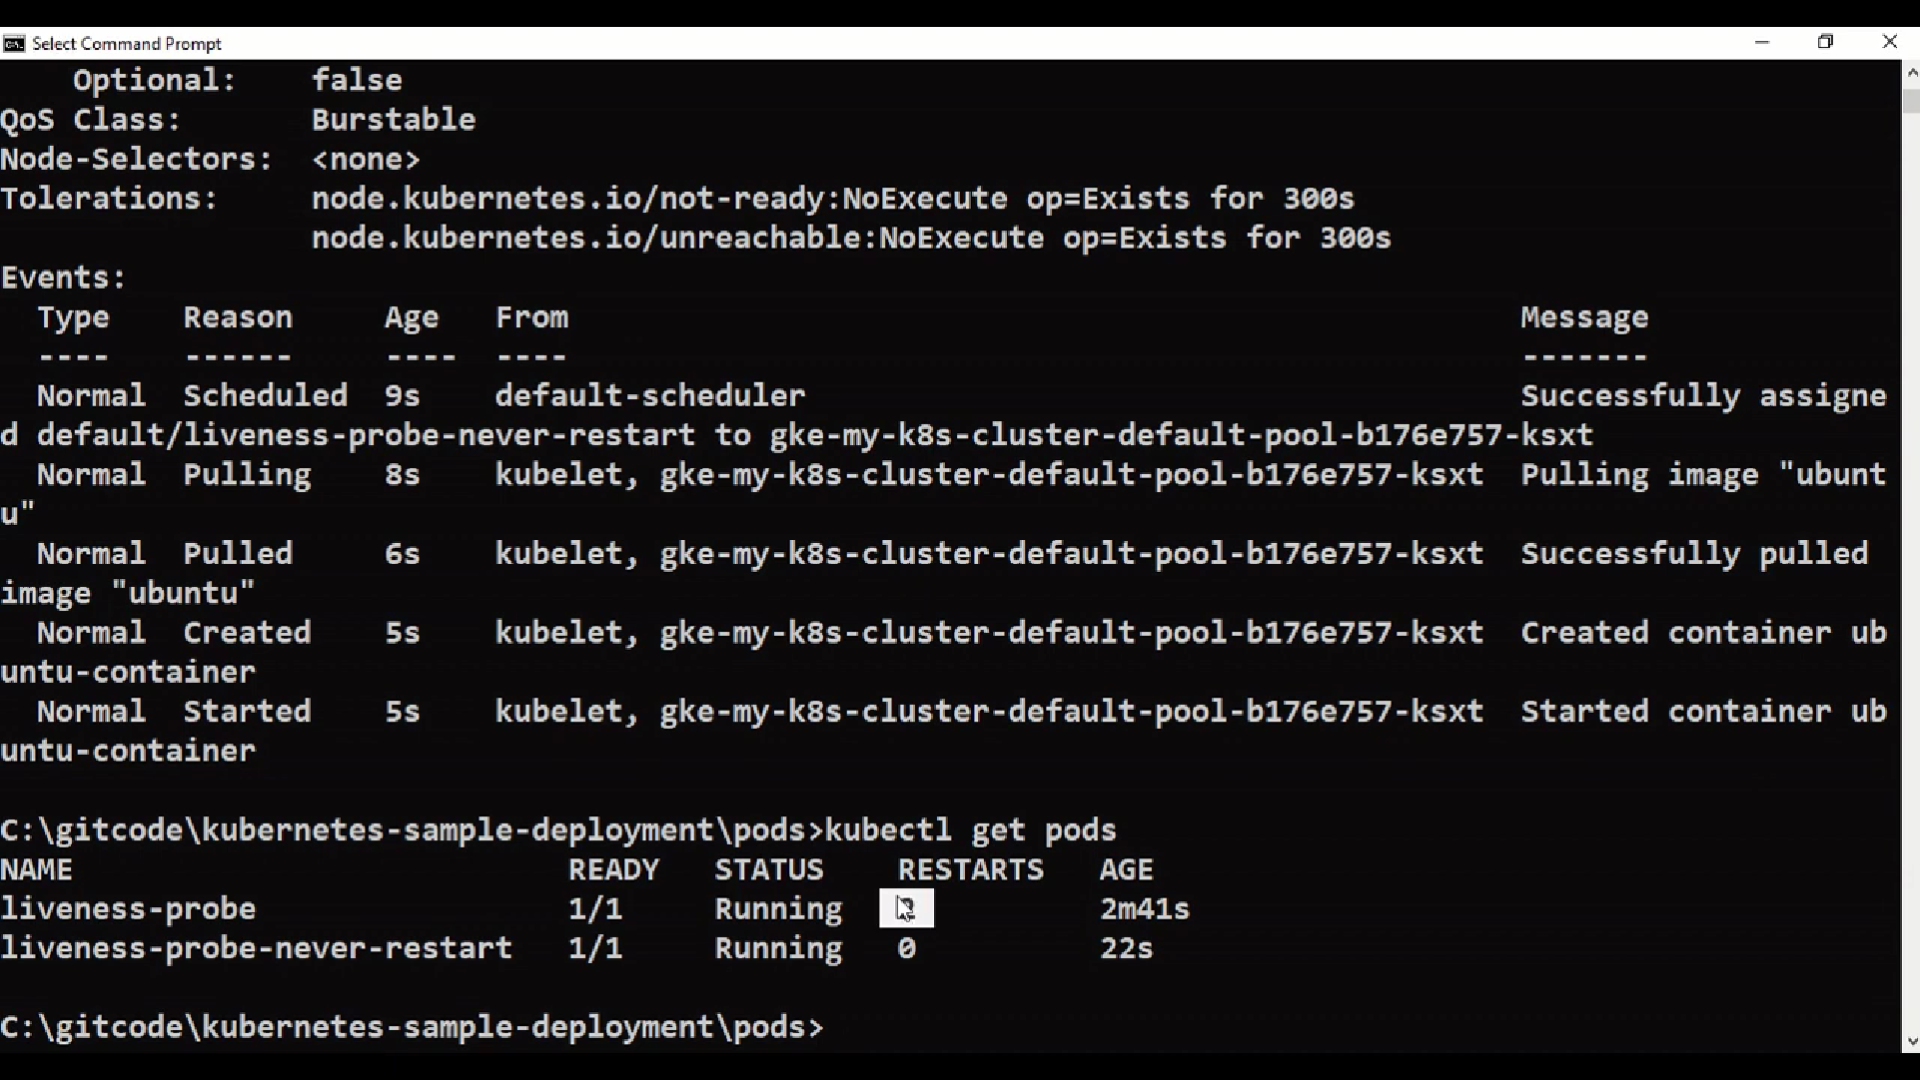 Select Command Prompt
Optional: false
QoS Class: Burstable
Node-Selectors: <none>
Tolerations: node.kubernetes.io/not-ready:NoExecute op=Exists for 300s
node.kubernetes.io/unreachable:NoExecute op=Exists for 300s
Events:
Type Reason Age From Message
---- ------ ---- ---- -------
Normal Scheduled 9s default-scheduler Successfully assigne
d default/liveness-probe-never-restart to gke-my-k8s-cluster-default-pool-b176e757-ksxt
Normal Pulling 8s kubelet, gke-my-k8s-cluster-default-pool-b176e757-ksxt Pulling image "ubunt
u"
Normal Pulled 6s kubelet, gke-my-k8s-cluster-default-pool-b176e757-ksxt Successfully pulled
image "ubuntu"
Normal Created 5s kubelet, gke-my-k8s-cluster-default-pool-b176e757-ksxt Created container ub
untu-container
Normal Started 5s kubelet, gke-my-k8s-cluster-default-pool-b176e757-ksxt Started container ub
untu-container
C:\gitcode\kubernetes-sample-deployment\pods>kubectl get pods
NAME READY STATUS RESTARTS AGE
liveness-probe 1/1 Running 2m41s
liveness-probe-never-restart 1/1 Running 0 22s
C:\gitcode\kubernetes-sample-deployment\pods>